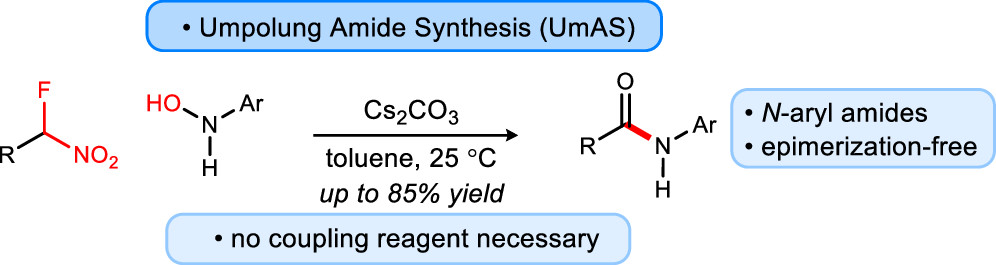 • Umpolung Amide Synthesis (UmAS)
F
R
NO₂
HO
N
H
Ar
Cs₂CO₃
toluene, 25 °C
up to 85% yield
O
R
N
H
Ar
• N-aryl amides
• epimerization-free
• no coupling reagent necessary